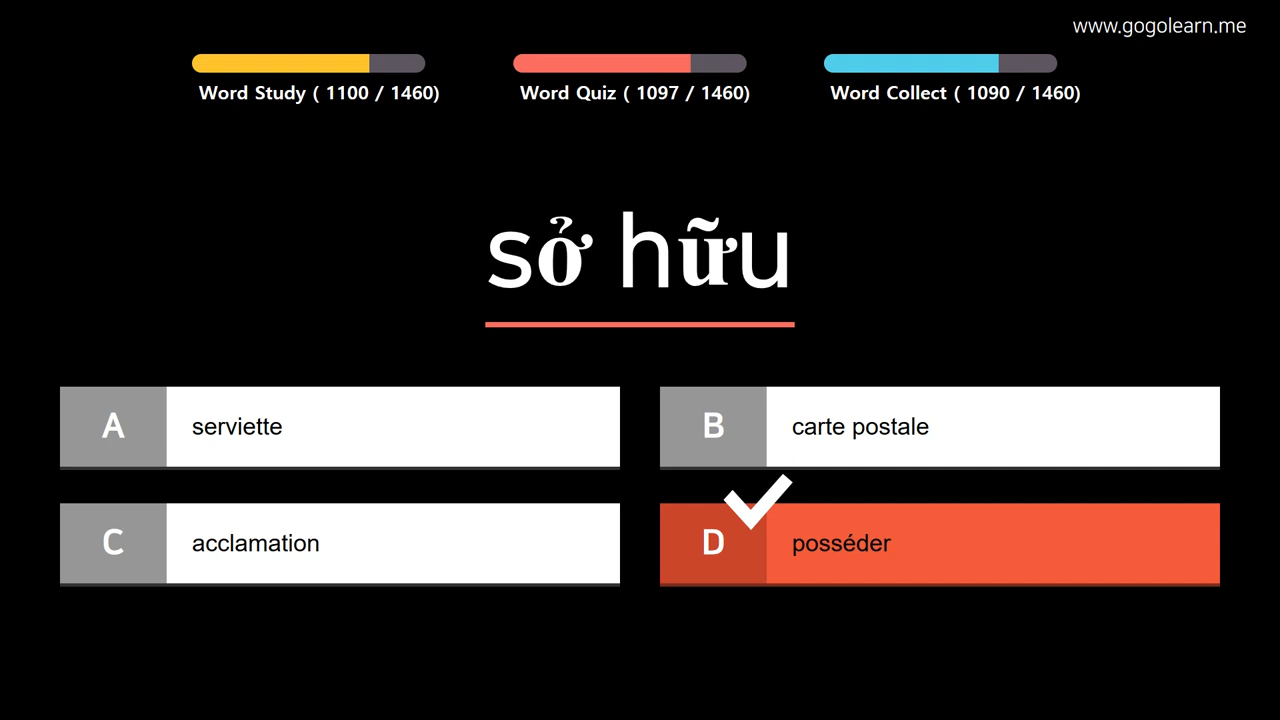 www.gogolearn.me
Word Study ( 1100 / 1460)
Word Quiz ( 1097 / 1460)
Word Collect ( 1090 / 1460)
sở hữu
A serviette
B carte postale
C acclamation
D posséder